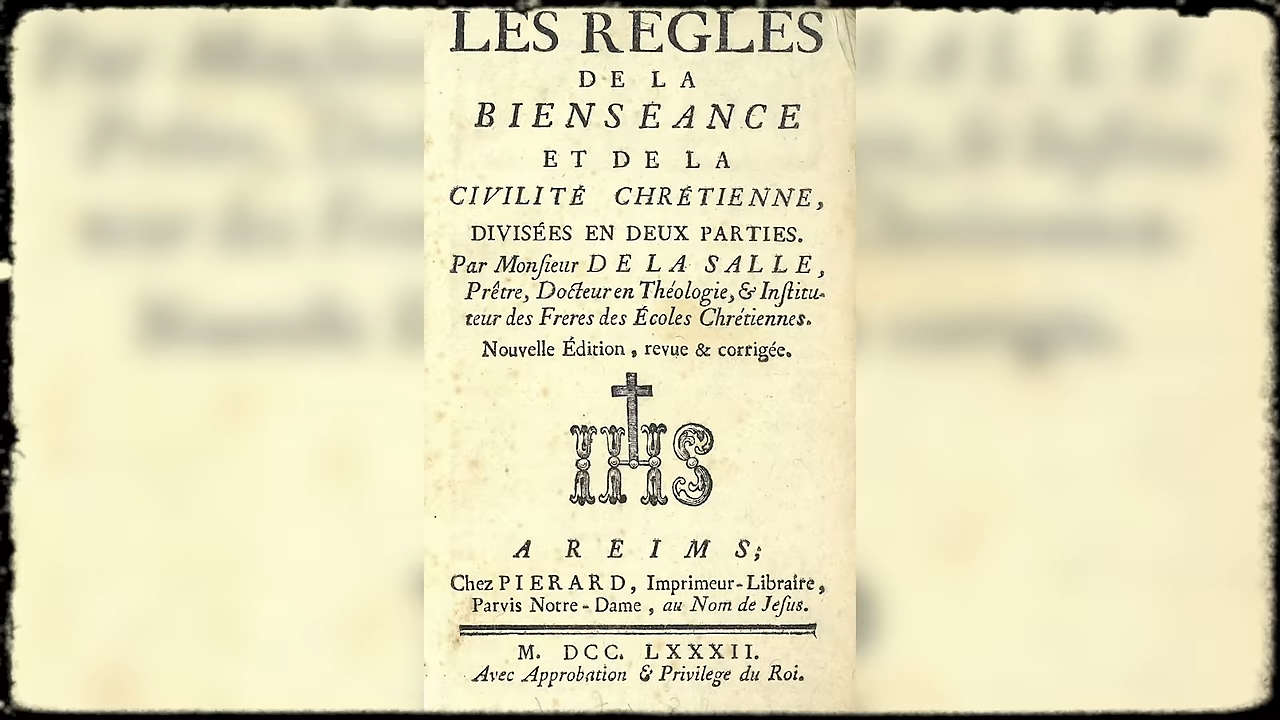 LES REGLES
DE LA
BIENSÉANCE
ET DE LA
CIVILITÉ CHRÉTIENNE,
DIVISÉES EN DEUX PARTIES.
Par Monſieur DE LA SALLE,
Prêtre, Docteur en Théologie, & Inſtitu-
teur des Freres des Écoles Chrétiennes.
Nouvelle Édition, revue & corrigée.
IHS
A REIMS;
Chez PIERARD, Imprimeur-Libraire,
Parvis Notre-Dame, au Nom de Jeſus.
M. DCC. LXXXII.
Avec Approbation & Privilege du Roi.